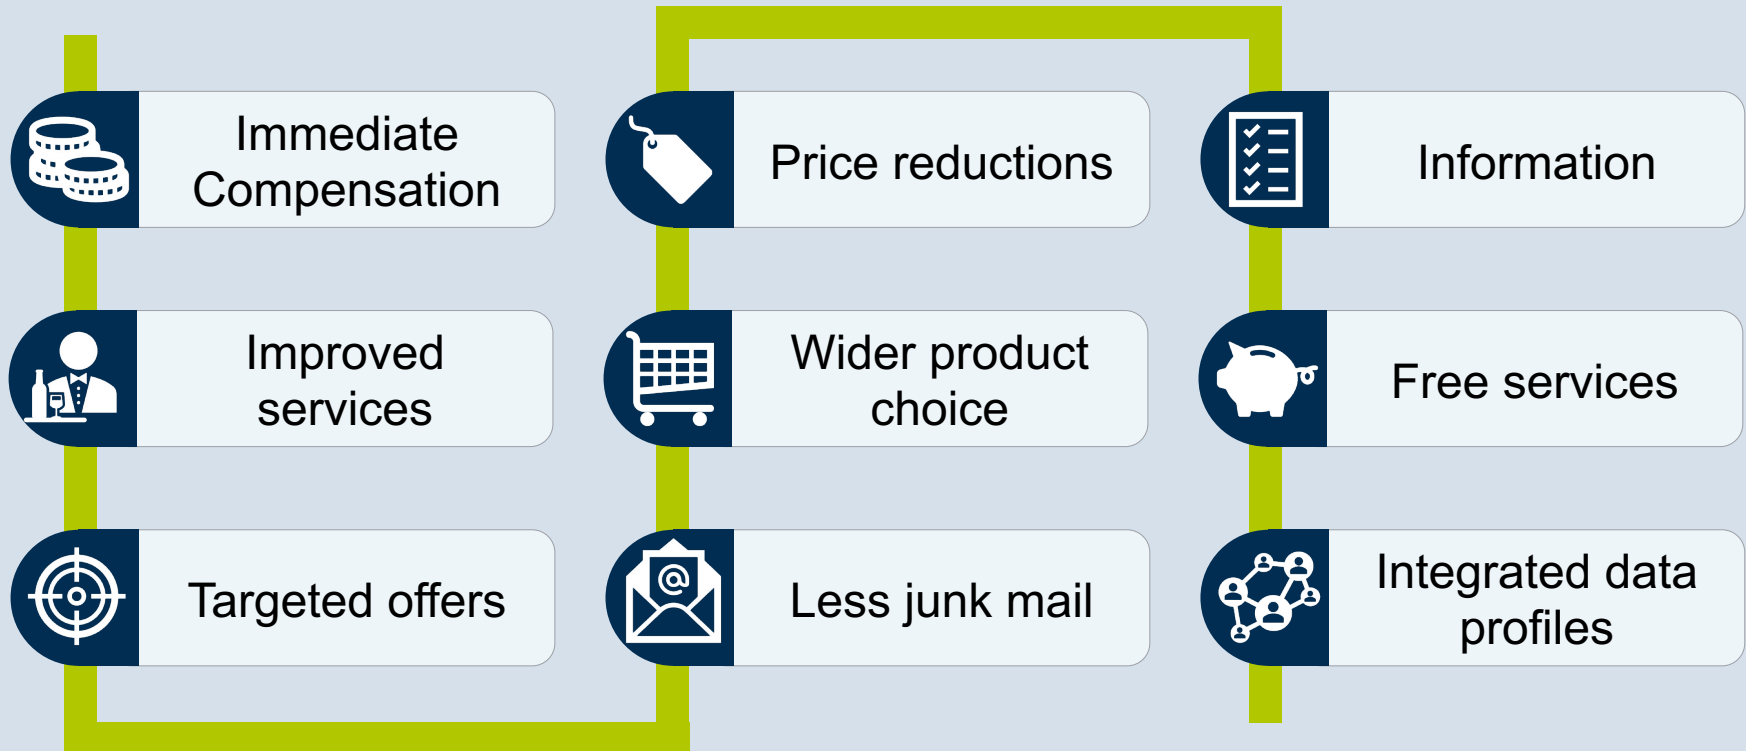 Immediate
Compensation
Price reductions
Information
Improved
services
Wider product
choice
Free services
Targeted offers
@
Less junk mail
Integrated data
profiles